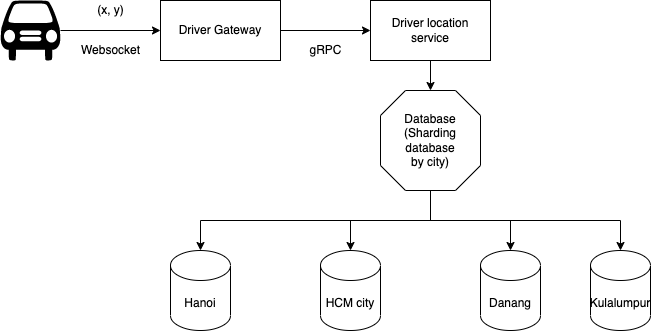 (x, y)
Websocket
Driver Gateway
gRPC
Driver location
service
Database
(Sharding
database
by city)
Hanoi
HCM city
Danang
Kulalumpur